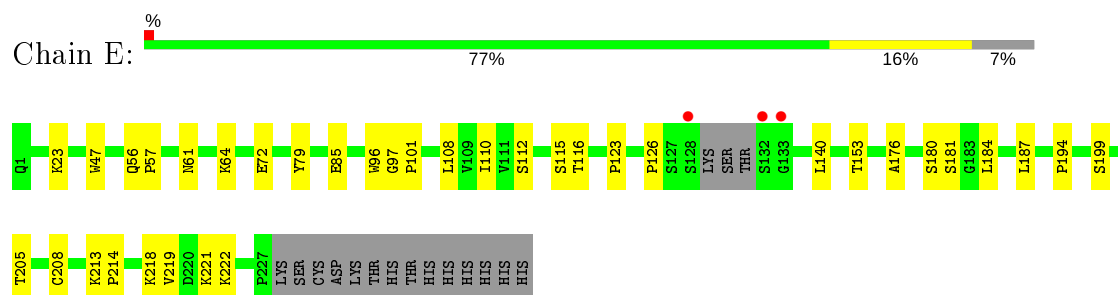 %
Chain E:
77% 16% 7%
Q1 K23 W47 Q56 P57 N61 K64 E72 Y79 E85 W96 G97 P101 L108 V109 I110 V111 S112 S115 T116 P123 P126 S127 S128 LYS SER THR S132 G133 L140 T153 A176 S180 S181 G183 L184 L187 P194 S199
T205 C208 K213 P214 K218 V219 D220 K221 K222 P227 LYS SER CYS ASP LYS THR HIS THR HIS HIS HIS HIS HIS HIS